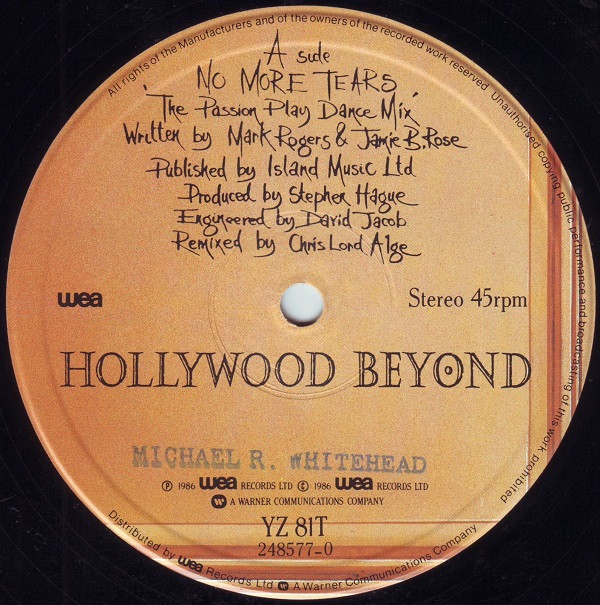 All rights of the Manufacturers and of the owners of the recorded work reserved. Unauthorised copying public performance and broadcasting of this work prohibited
A side
'NO MORE TEARS
The Passion Play Dance Mix'
Written by Mark Rogers & Jamie B. Rose
Published by Island Music Ltd
Produced by Stephen Hague
Engineered by David Jacob
Remixed by Chris Lord Alge
wea
Stereo 45rpm
HOLLYWOOD BEYOND
MICHAEL R. WHITEHEAD
℗ 1986 wea RECORDS LTD © 1986 wea RECORDS LTD
A WARNER COMMUNICATIONS COMPANY
YZ 81T
248577-0
Distributed by wea Records Ltd A Warner Communications Company